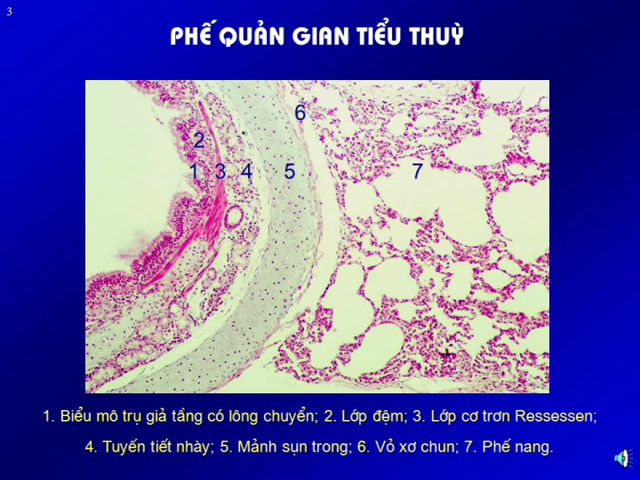 3
PHẾ QUẢN GIAN TIỂU THUỲ
6
2
1 3 4 5 7
1. Biểu mô trụ giả tầng có lông chuyển; 2. Lớp đệm; 3. Lớp cơ trơn Ressessen;
4. Tuyến tiết nhày; 5. Mảnh sụn trong; 6. Vỏ xơ chun; 7. Phế nang.